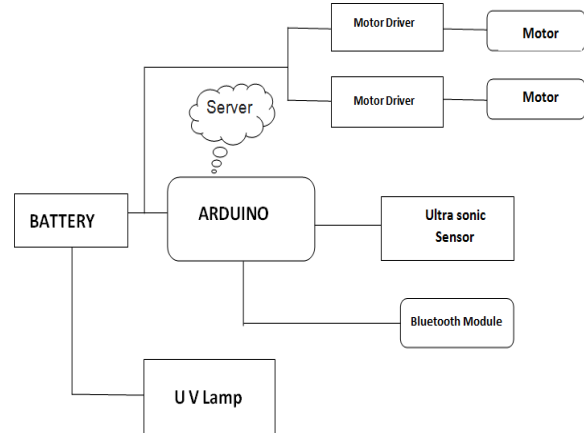 Motor Driver
Motor
Motor Driver
Motor
Server
BATTERY
ARDUINO
Ultra sonic
Sensor
Bluetooth Module
U V Lamp